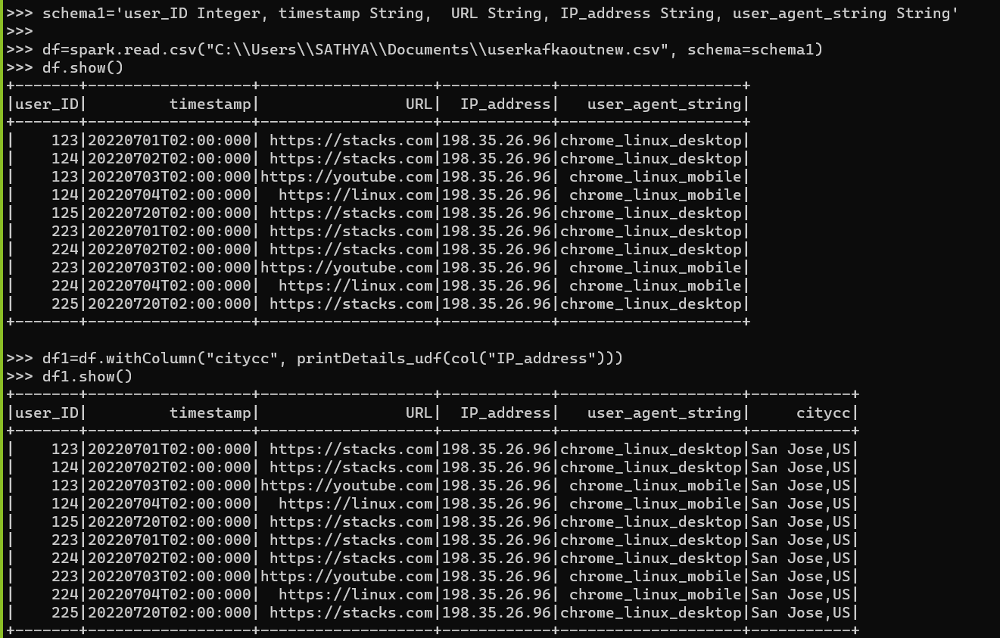 >>> schema1='user_ID Integer, timestamp String,  URL String, IP_address String, user_agent_string String'
>>>
>>> df=spark.read.csv("C:\\Users\\SATHYA\\Documents\\userkafkaoutnew.csv", schema=schema1)
>>> df.show()
+-------+------------------+-------------------+------------+--------------------+
|user_ID|         timestamp|                URL|  IP_address|   user_agent_string|
+-------+------------------+-------------------+------------+--------------------+
|    123|20220701T02:00:000| https://stacks.com|198.35.26.96|chrome_linux_desktop|
|    124|20220702T02:00:000| https://stacks.com|198.35.26.96|chrome_linux_desktop|
|    123|20220703T02:00:000|https://youtube.com|198.35.26.96| chrome_linux_mobile|
|    124|20220704T02:00:000|  https://linux.com|198.35.26.96| chrome_linux_mobile|
|    125|20220720T02:00:000| https://stacks.com|198.35.26.96|chrome_linux_desktop|
|    223|20220701T02:00:000| https://stacks.com|198.35.26.96|chrome_linux_desktop|
|    224|20220702T02:00:000| https://stacks.com|198.35.26.96|chrome_linux_desktop|
|    223|20220703T02:00:000|https://youtube.com|198.35.26.96| chrome_linux_mobile|
|    224|20220704T02:00:000|  https://linux.com|198.35.26.96| chrome_linux_mobile|
|    225|20220720T02:00:000| https://stacks.com|198.35.26.96|chrome_linux_desktop|
+-------+------------------+-------------------+------------+--------------------+
>>> df1=df.withColumn("citycc", printDetails_udf(col("IP_address")))
>>> df1.show()
+-------+------------------+-------------------+------------+--------------------+-----------+
|user_ID|         timestamp|                URL|  IP_address|   user_agent_string|     citycc|
+-------+------------------+-------------------+------------+--------------------+-----------+
|    123|20220701T02:00:000| https://stacks.com|198.35.26.96|chrome_linux_desktop|San Jose,US|
|    124|20220702T02:00:000| https://stacks.com|198.35.26.96|chrome_linux_desktop|San Jose,US|
|    123|20220703T02:00:000|https://youtube.com|198.35.26.96| chrome_linux_mobile|San Jose,US|
|    124|20220704T02:00:000|  https://linux.com|198.35.26.96| chrome_linux_mobile|San Jose,US|
|    125|20220720T02:00:000| https://stacks.com|198.35.26.96|chrome_linux_desktop|San Jose,US|
|    223|20220701T02:00:000| https://stacks.com|198.35.26.96|chrome_linux_desktop|San Jose,US|
|    224|20220702T02:00:000| https://stacks.com|198.35.26.96|chrome_linux_desktop|San Jose,US|
|    223|20220703T02:00:000|https://youtube.com|198.35.26.96| chrome_linux_mobile|San Jose,US|
|    224|20220704T02:00:000|  https://linux.com|198.35.26.96| chrome_linux_mobile|San Jose,US|
|    225|20220720T02:00:000| https://stacks.com|198.35.26.96|chrome_linux_desktop|San Jose,US|
+-------+------------------+-------------------+------------+--------------------+-----------+